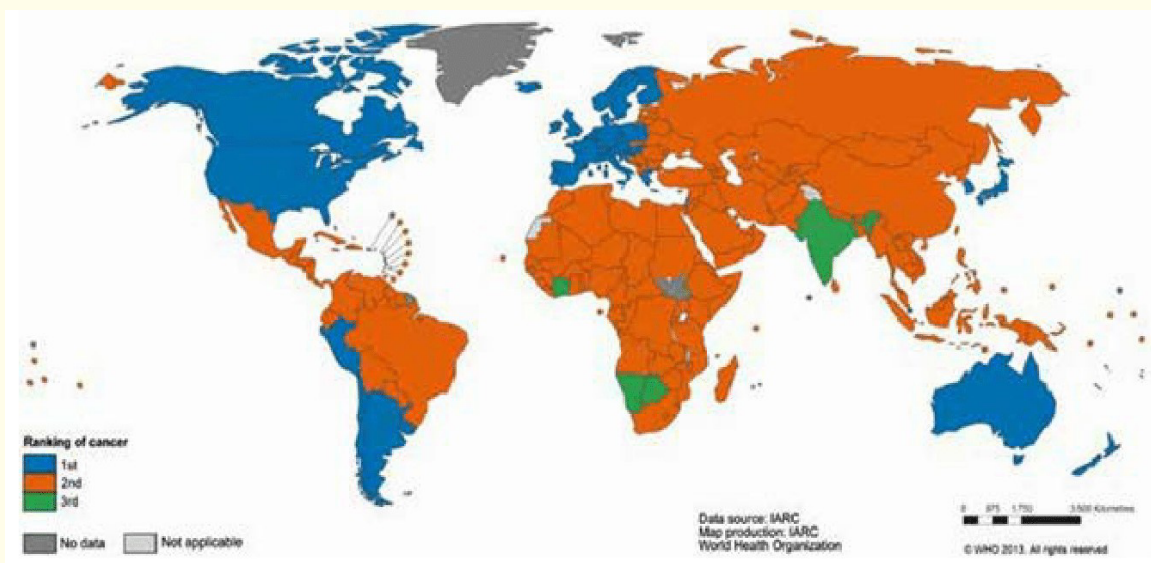 Ranking of cancer
1st
2nd
3rd
No data
Not applicable
Data source: IARC
Map production: IARC
World Health Organization
0 875 1.750 3.500 Kilometres
© WHO 2013. All rights reserved